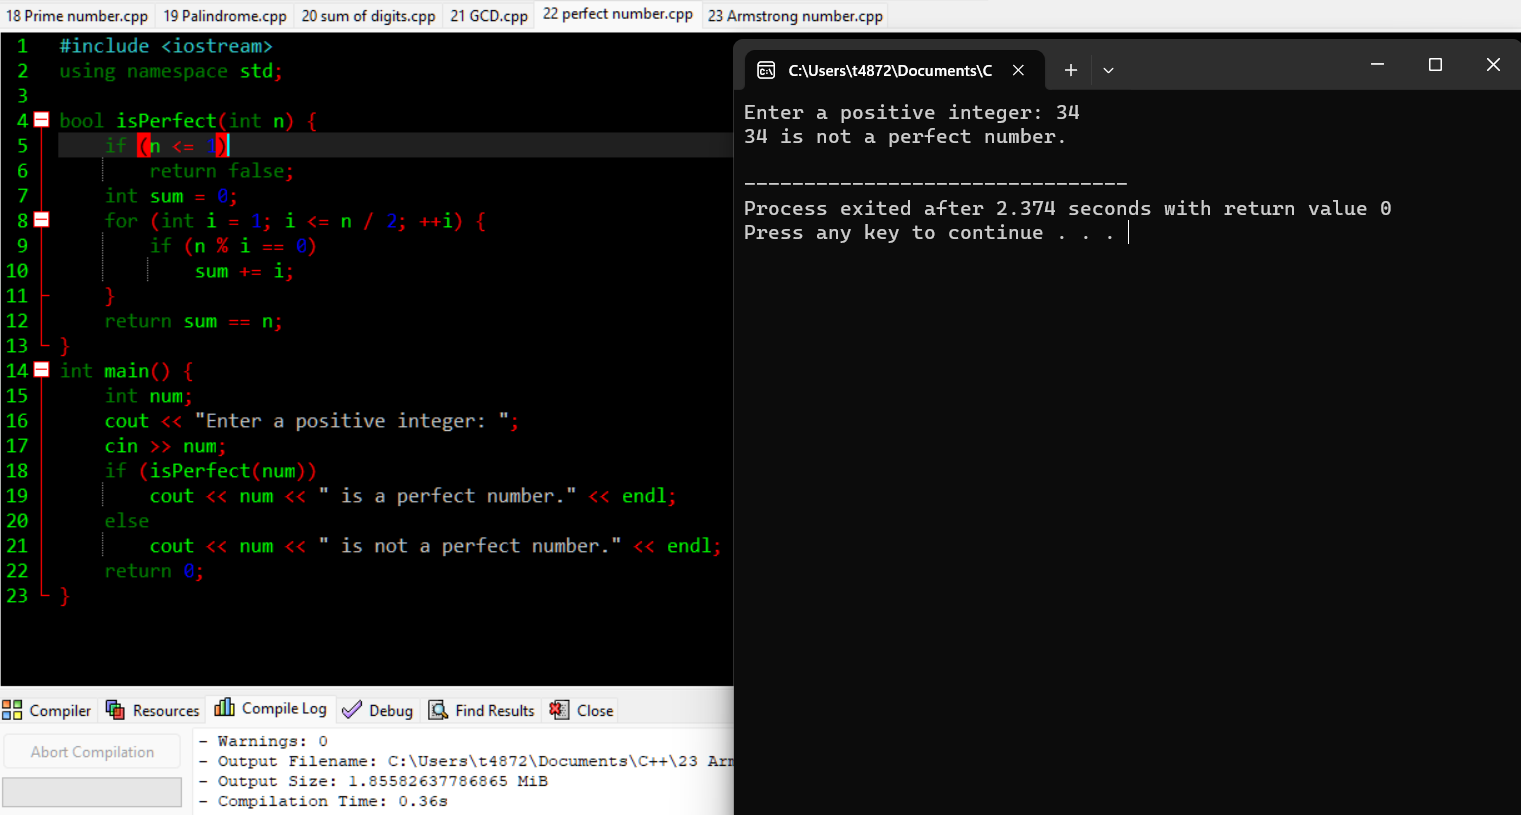 18 Prime number.cpp 19 Palindrome.cpp 20 sum of digits.cpp 21 GCD.cpp 22 perfect number.cpp 23 Armstrong number.cpp
1 #include <iostream>
2 using namespace std;
3
4 bool isPerfect(int n) {
5 if (n <= 1)
6 return false;
7 int sum = 0;
8 for (int i = 1; i <= n / 2; ++i) {
9 if (n % i == 0)
10 sum += i;
11 }
12 return sum == n;
13 }
14 int main() {
15 int num;
16 cout << "Enter a positive integer: ";
17 cin >> num;
18 if (isPerfect(num))
19 cout << num << " is a perfect number." << endl;
20 else
21 cout << num << " is not a perfect number." << endl;
22 return 0;
23 }
C:\Users\t4872\Documents\C
Enter a positive integer: 34
34 is not a perfect number.
--------------------------------
Process exited after 2.374 seconds with return value 0
Press any key to continue . . .
Compiler Resources Compile Log Debug Find Results Close
Abort Compilation
- Warnings: 0
- Output Filename: C:\Users\t4872\Documents\C++\23 Arm
- Output Size: 1.85582637786865 MiB
- Compilation Time: 0.36s